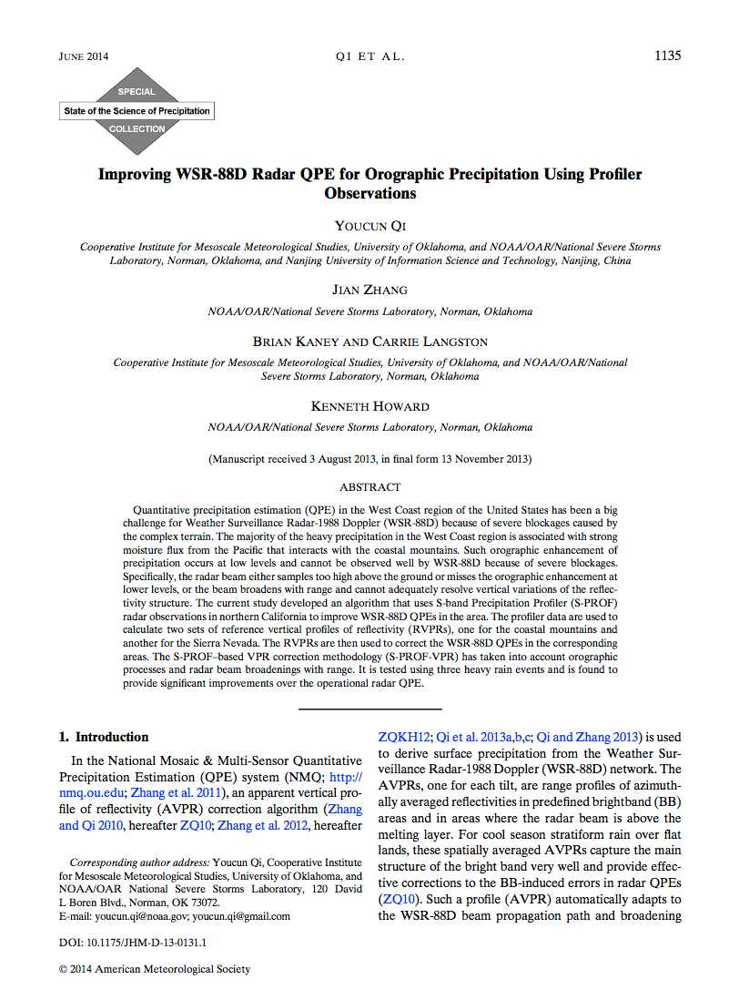 JUNE 2014
QI ET AL.
1135
SPECIAL
State of the Science of Precipitation
COLLECTION
Improving WSR-88D Radar QPE for Orographic Precipitation Using Profiler
Observations
YOUCUN QI
Cooperative Institute for Mesoscale Meteorological Studies, University of Oklahoma, and NOAA/OAR/National Severe Storms
Laboratory, Norman, Oklahoma, and Nanjing University of Information Science and Technology, Nanjing, China
JIAN ZHANG
NOAA/OAR/National Severe Storms Laboratory, Norman, Oklahoma
BRIAN KANEY AND CARRIE LANGSTON
Cooperative Institute for Mesoscale Meteorological Studies, University of Oklahoma, and NOAA/OAR/National
Severe Storms Laboratory, Norman, Oklahoma
KENNETH HOWARD
NOAA/OAR/National Severe Storms Laboratory, Norman, Oklahoma
(Manuscript received 3 August 2013, in final form 13 November 2013)
ABSTRACT
Quantitative precipitation estimation (QPE) in the West Coast region of the United States has been a big
challenge for Weather Surveillance Radar-1988 Doppler (WSR-88D) because of severe blockages caused by
the complex terrain. The majority of the heavy precipitation in the West Coast region is associated with strong
moisture flux from the Pacific that interacts with the coastal mountains. Such orographic enhancement of
precipitation occurs at low levels and cannot be observed well by WSR-88D because of severe blockages.
Specifically, the radar beam either samples too high above the ground or misses the orographic enhancement at
lower levels, or the beam broadens with range and cannot adequately resolve vertical variations of the reflec-
tivity structure. The current study developed an algorithm that uses S-band Precipitation Profiler (S-PROF)
radar observations in northern California to improve WSR-88D QPEs in the area. The profiler data are used to
calculate two sets of reference vertical profiles of reflectivity (RVPRs), one for the coastal mountains and
another for the Sierra Nevada. The RVPRs are then used to correct the WSR-88D QPEs in the corresponding
areas. The S-PROF–based VPR correction methodology (S-PROF-VPR) has taken into account orographic
processes and radar beam broadenings with range. It is tested using three heavy rain events and is found to
provide significant improvements over the operational radar QPE.
1. Introduction
In the National Mosaic & Multi-Sensor Quantitative
Precipitation Estimation (QPE) system (NMQ; http://
nmq.ou.edu; Zhang et al. 2011), an apparent vertical pro-
file of reflectivity (AVPR) correction algorithm (Zhang
and Qi 2010, hereafter ZQ10; Zhang et al. 2012, hereafter
Corresponding author address: Youcun Qi, Cooperative Institute
for Mesoscale Meteorological Studies, University of Oklahoma, and
NOAA/OAR National Severe Storms Laboratory, 120 David
L Boren Blvd., Norman, OK 73072.
E-mail: youcun.qi@noaa.gov; youcun.qi@gmail.com
DOI: 10.1175/JHM-D-13-0131.1
© 2014 American Meteorological Society
ZQKH12; Qi et al. 2013a,b,c; Qi and Zhang 2013) is used
to derive surface precipitation from the Weather Sur-
veillance Radar-1988 Doppler (WSR-88D) network. The
AVPRs, one for each tilt, are range profiles of azimuth-
ally averaged reflectivities in predefined brightband (BB)
areas and in areas where the radar beam is above the
melting layer. For cool season stratiform rain over flat
lands, these spatially averaged AVPRs capture the main
structure of the bright band very well and provide effec-
tive corrections to the BB-induced errors in radar QPEs
(ZQ10). Such a profile (AVPR) automatically adapts to
the WSR-88D beam propagation path and broadening